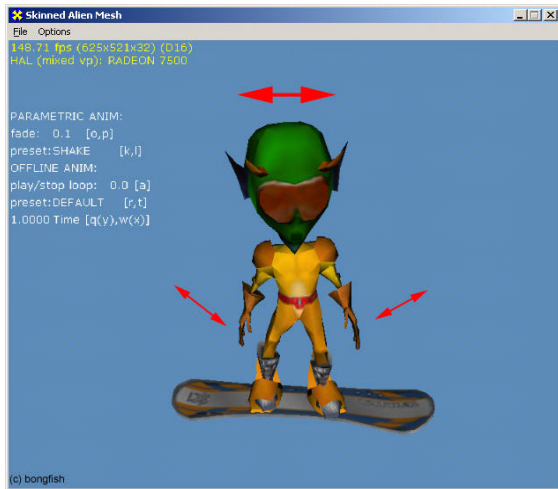 Skinned Alien Mesh
File Options
148.71 fps (625x521x32) (D16)
HAL (mixed vp): RADEON 7500
PARAMETRIC ANIM:
fade: 0.1 [o,p]
preset:SHAKE [k,l]
OFFLINE ANIM:
play/stop loop: 0.0 [a]
preset:DEFAULT [r,t]
1.0000 Time [q(y),w(x)]
(c) bongfish